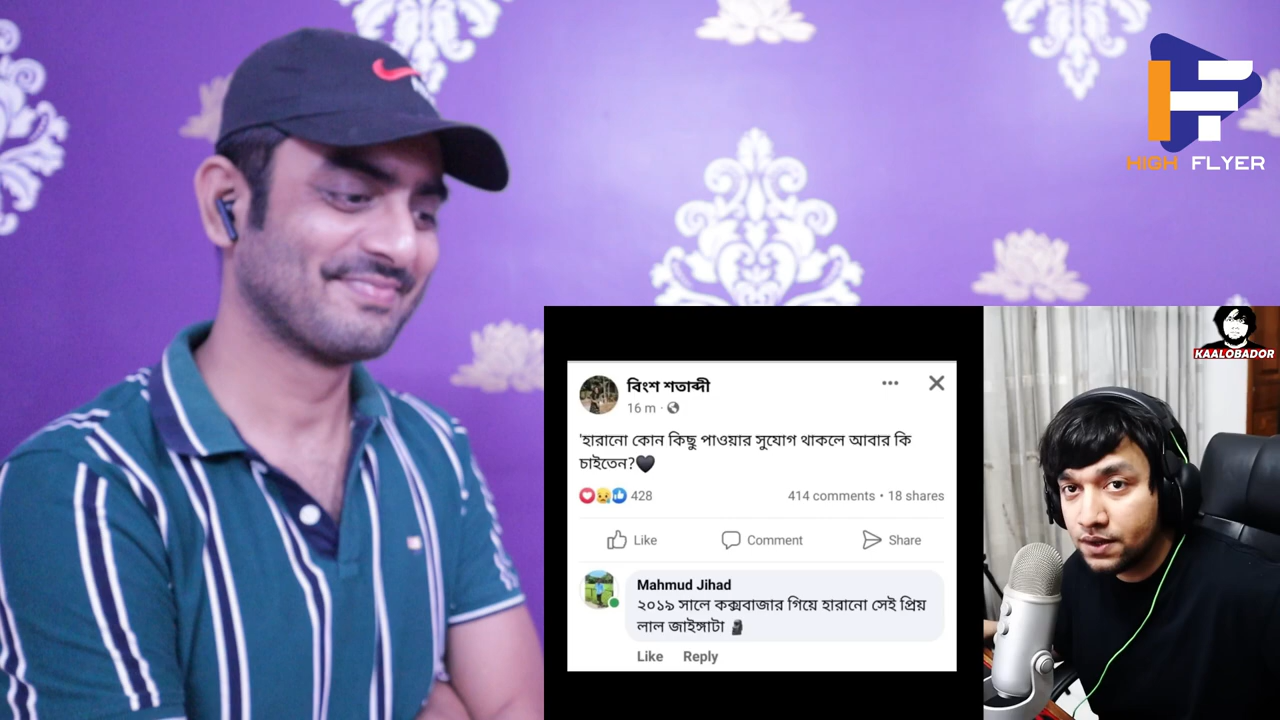 HIGH FLYER
KAALOBADOR
বিংশ শতাব্দী
16 m
'হারানো কোন কিছু পাওয়ার সুযোগ থাকলে আবার কি
চাইতেন?🖤
428
414 comments • 18 shares
Like Comment Share
Mahmud Jihad
২০১৯ সালে কক্সবাজার গিয়ে হারানো সেই প্রিয়
লাল জাইঙ্গাটা 🗿
Like Reply